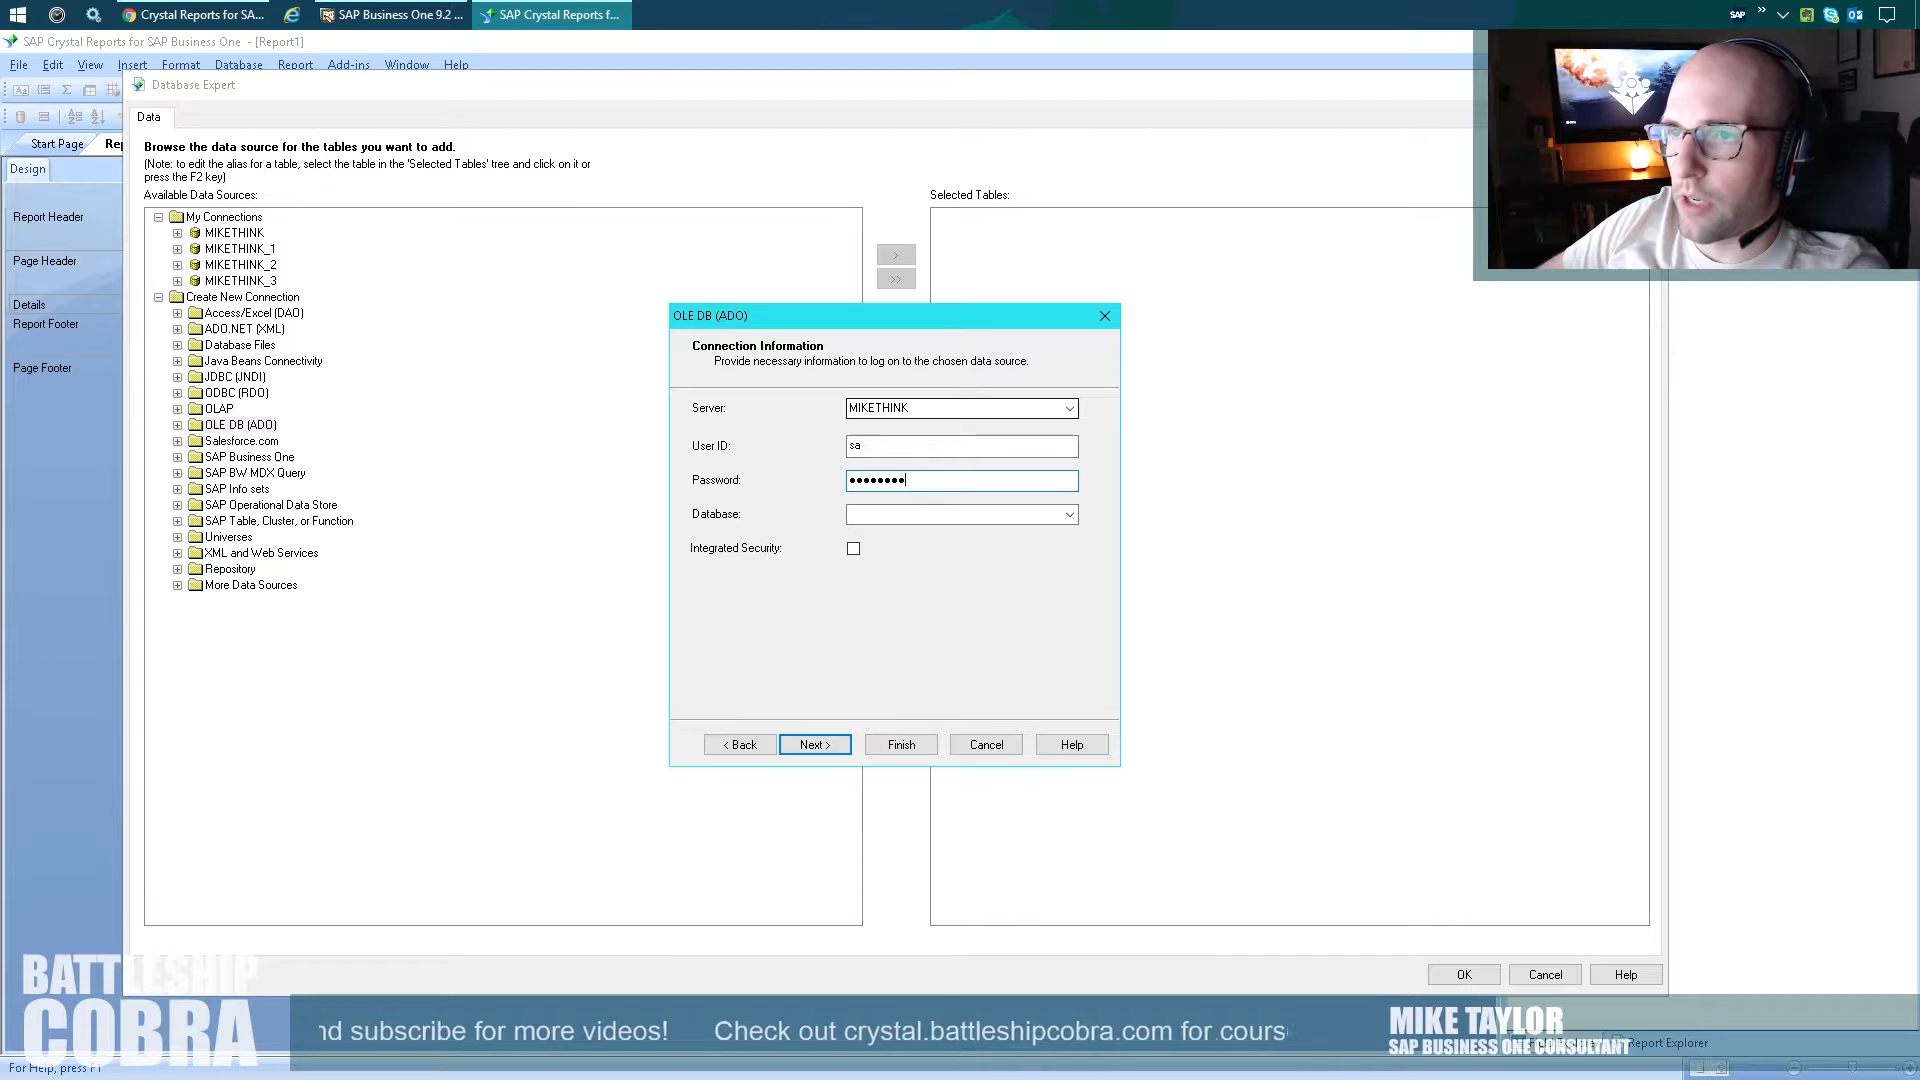 Crystal Reports for SA...
SAP Business One 9.2 ...
SAP Crystal Reports f...
SAP
SAP Crystal Reports for SAP Business One - [Report1]
File Edit View Insert Format Database Report Add-ins Window Help
Database Expert
Start Page
Rep
Data
Design
Browse the data source for the tables you want to add.
(Note: to edit the alias for a table, select the table in the 'Selected Tables' tree and click on it or
press the F2 key)
Available Data Sources:
Selected Tables:
Report Header
Page Header
Details
Report Footer
Page Footer
My Connections
MIKETHINK
MIKETHINK_1
MIKETHINK_2
MIKETHINK_3
Create New Connection
Access/Excel (DAO)
ADO.NET (XML)
Database Files
Java Beans Connectivity
JDBC (JNDI)
ODBC (RDO)
OLAP
OLE DB (ADO)
Salesforce.com
SAP Business One
SAP BW MDX Query
SAP Info sets
SAP Operational Data Store
SAP Table, Cluster, or Function
Universes
XML and Web Services
Repository
More Data Sources
>
>>
OLE DB (ADO)
Connection Information
Provide necessary information to log on to the chosen data source.
Server: MIKETHINK
User ID: sa
Password: ••••••••
Database:
Integrated Security:
< Back Next > Finish Cancel Help
OK Cancel Help
BATTLESHIP
COBRA
nd subscribe for more videos! Check out crystal.battleshipcobra.com for cours
MIKE TAYLOR
SAP BUSINESS ONE CONSULTANT
Report Explorer
For Help, press F1